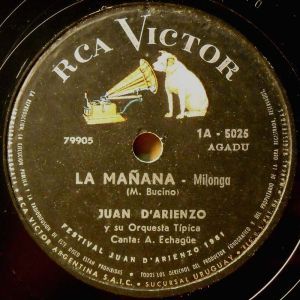 RCA VICTOR
79905
1A - 5025
AGADU
LA MAÑANA - Milonga
(M. Bucino)
JUAN D'ARIENZO
y su Orquesta Típica
Canta: A. Echagüe
FESTIVAL JUAN D'ARIENZO 1951
RCA VICTOR ARGENTINA S.A.I.C.
SUCURSAL URUGUAY